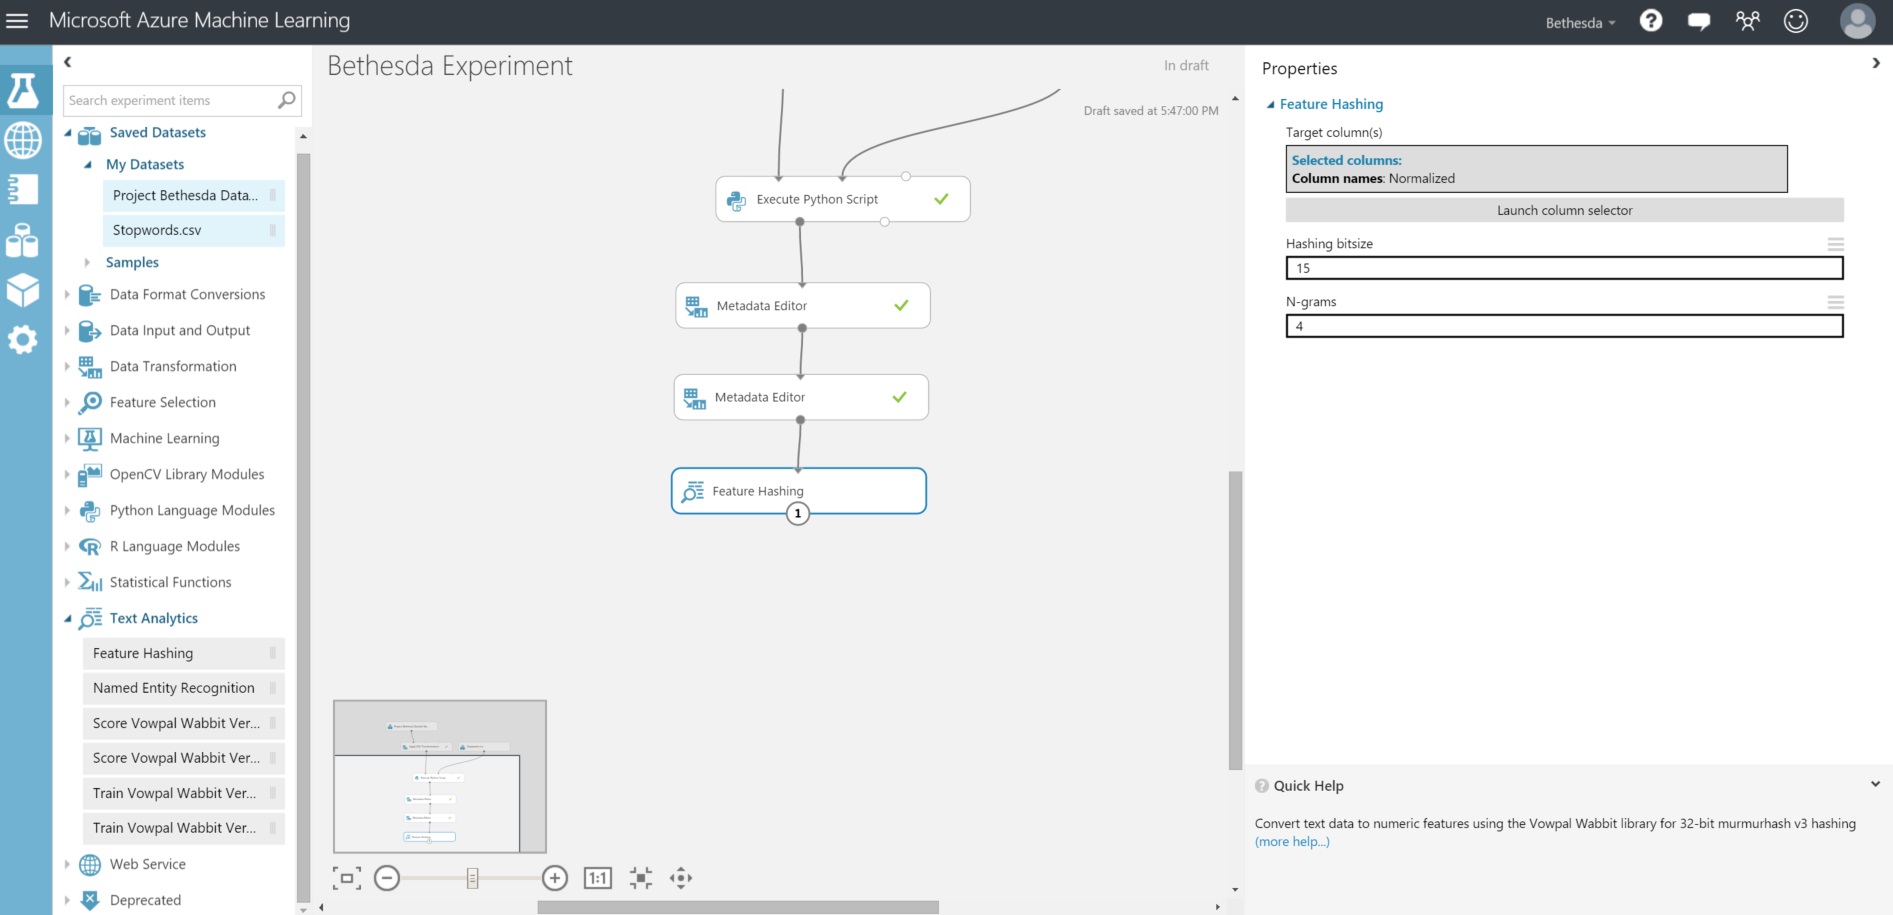 Microsoft Azure Machine Learning
Bethesda
Search experiment items
Saved Datasets
My Datasets
Project Bethesda Data...
Stopwords.csv
Samples
Data Format Conversions
Data Input and Output
Data Transformation
Feature Selection
Machine Learning
OpenCV Library Modules
Python Language Modules
R Language Modules
Statistical Functions
Text Analytics
Feature Hashing
Named Entity Recognition
Score Vowpal Wabbit Ver...
Score Vowpal Wabbit Ver...
Train Vowpal Wabbit Ver...
Train Vowpal Wabbit Ver...
Web Service
Deprecated
Bethesda Experiment
In draft
Draft saved at 5:47:00 PM
Execute Python Script
Metadata Editor
Metadata Editor
Feature Hashing
1
1:1
Properties
Feature Hashing
Target column(s)
Selected columns:
Column names: Normalized
Launch column selector
Hashing bitsize
15
N-grams
4
Quick Help
Convert text data to numeric features using the Vowpal Wabbit library for 32-bit murmurhash v3 hashing
(more help...)